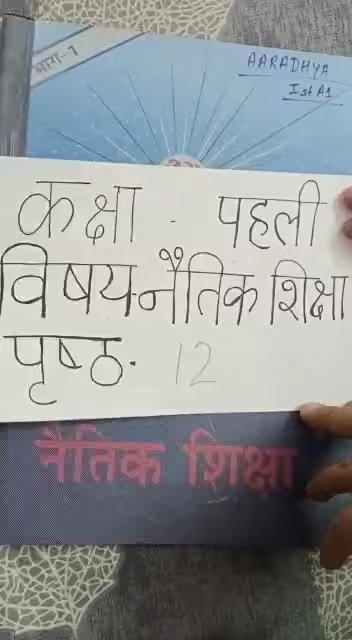 भाग-1
AARADHYA
Ist A1
कक्षा - पहली
विषय-नैतिक शिक्षा
पृष्ठ- 12
नैतिक शिक्षा